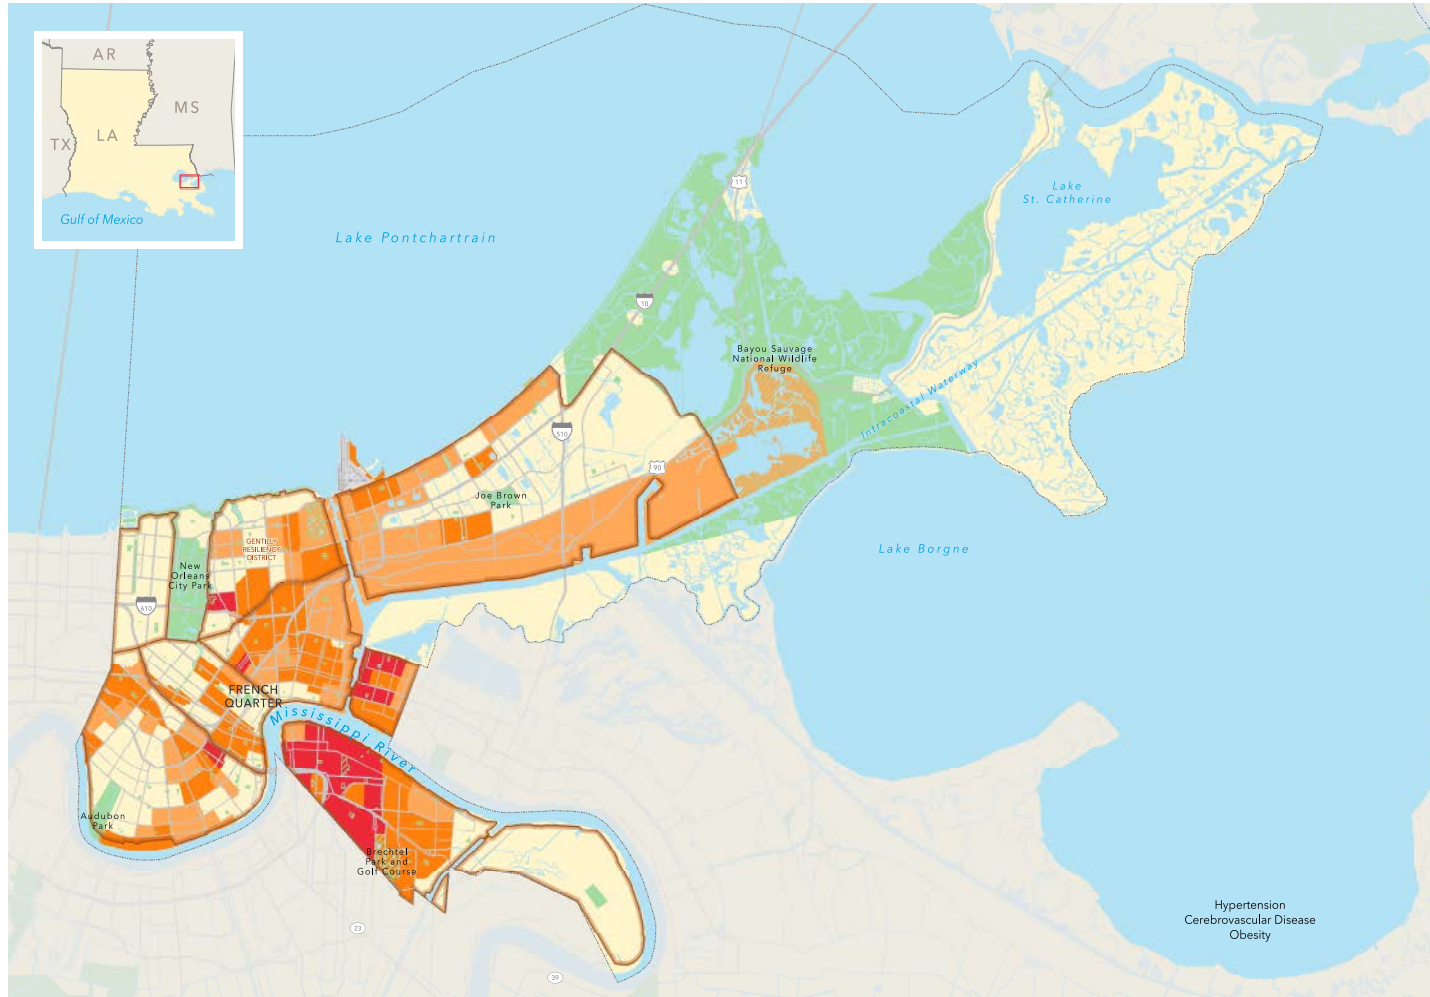 AR
MS
LA
TX
Gulf of Mexico
Lake Pontchartrain
11
Lake
St. Catherine
10
Bayou Sauvage
National Wildlife
Refuge
Intracoastal Waterway
510
90
Joe Brown
Park
GENTILLY
RESILIENCY
DISTRICT
New
Orleans
City Park
Lake Borgne
610
FRENCH
QUARTER
Mississippi River
Audubon
Park
Brechtel
Park and
Golf Course
23
39
Hypertension
Cerebrovascular Disease
Obesity